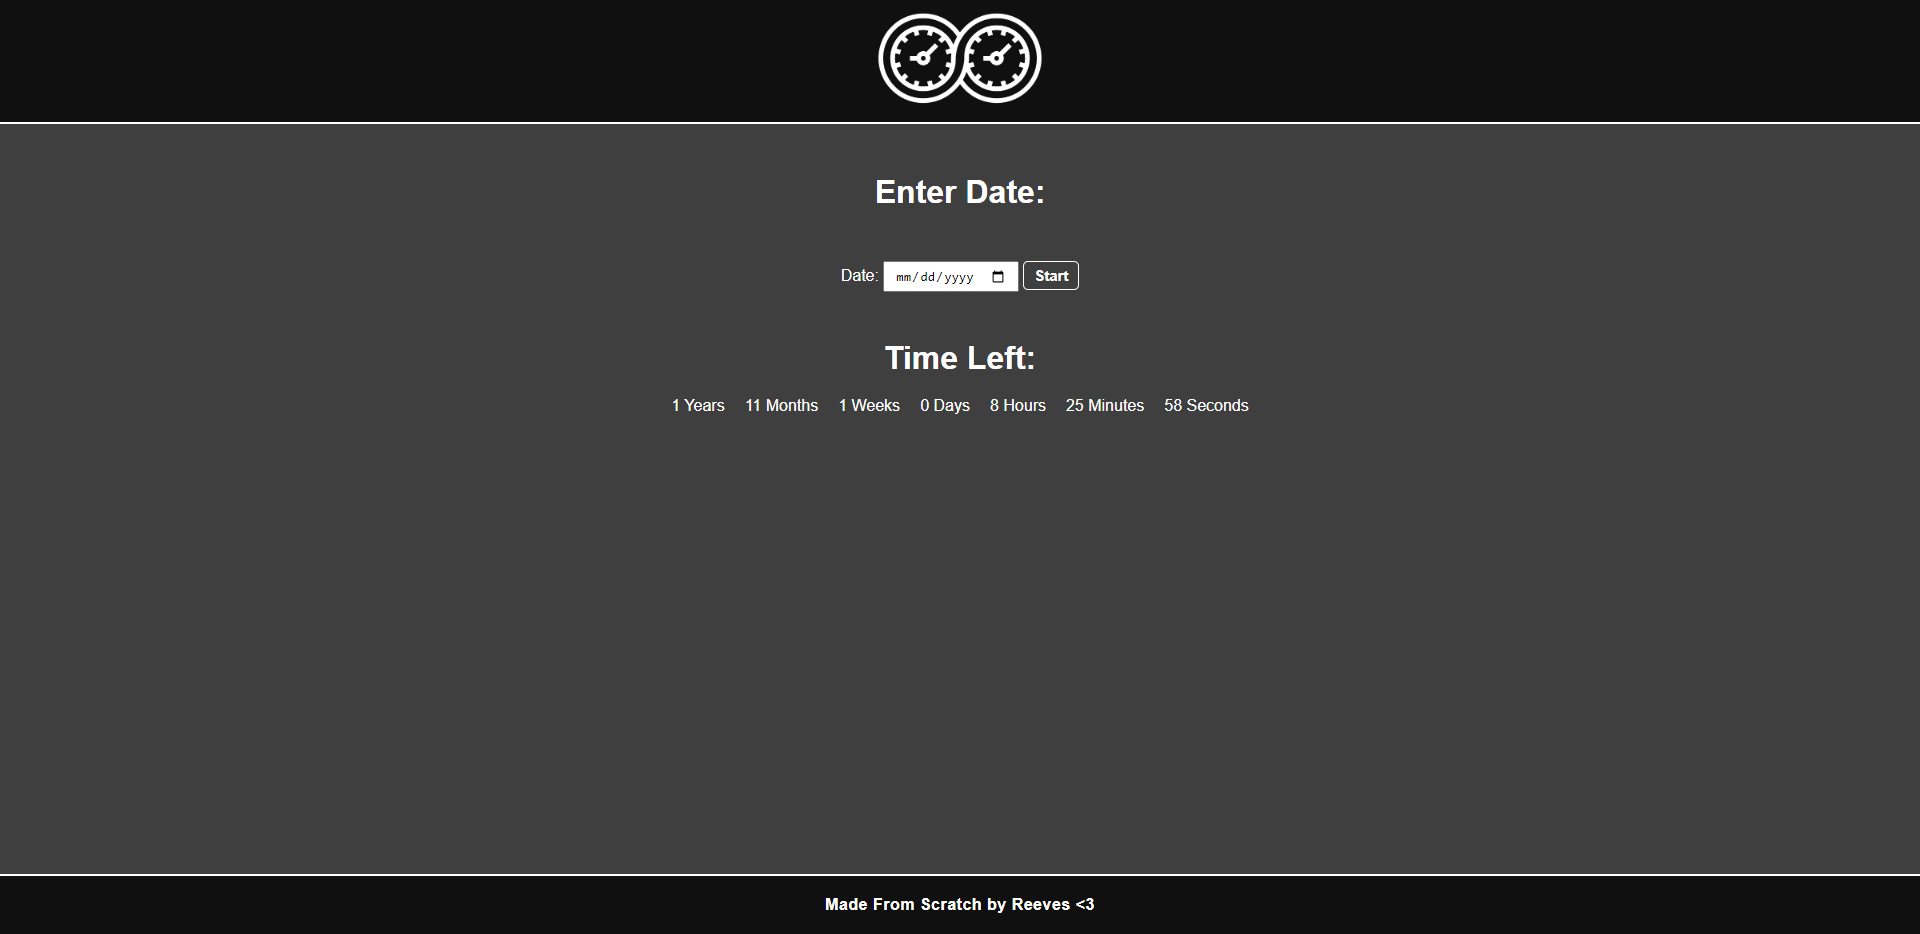 Enter Date:
Date: mm/dd/yyyy Start
Time Left:
1 Years 11 Months 1 Weeks 0 Days 8 Hours 25 Minutes 58 Seconds
Made From Scratch by Reeves <3